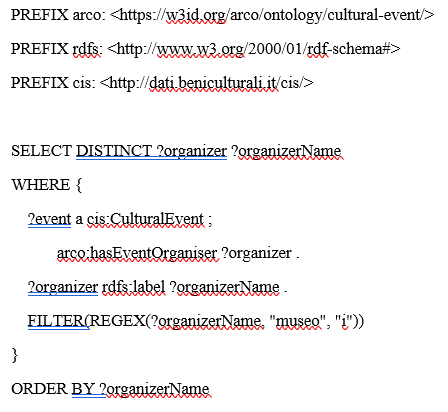 PREFIX arco: <https://w3id.org/arco/ontology/cultural-event/>
PREFIX rdfs: <http://www.w3.org/2000/01/rdf-schema#>
PREFIX cis: <http://dati.beniculturali.it/cis/>
SELECT DISTINCT ?organizer ?organizerName
WHERE {
?event a cis:CulturalEvent ;
arco:hasEventOrganiser ?organizer .
?organizer rdfs:label ?organizerName .
FILTER(REGEX(?organizerName, "museo", "i"))
}
ORDER BY ?organizerName